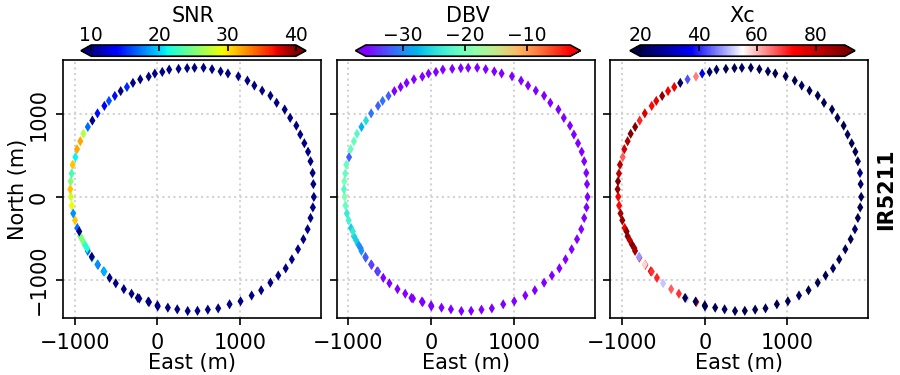 SNR DBV Xc
10 20 30 40 −30 −20 −10 20 40 60 80
North (m)
1000
0
−1000
−1000 0 1000 −1000 0 1000 −1000 0 1000
East (m) East (m) East (m)
IR5211